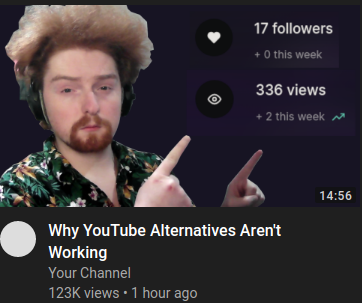 17 followers
+ 0 this week
336 views
+ 2 this week
14:56
Why YouTube Alternatives Aren't
Working
Your Channel
123K views • 1 hour ago